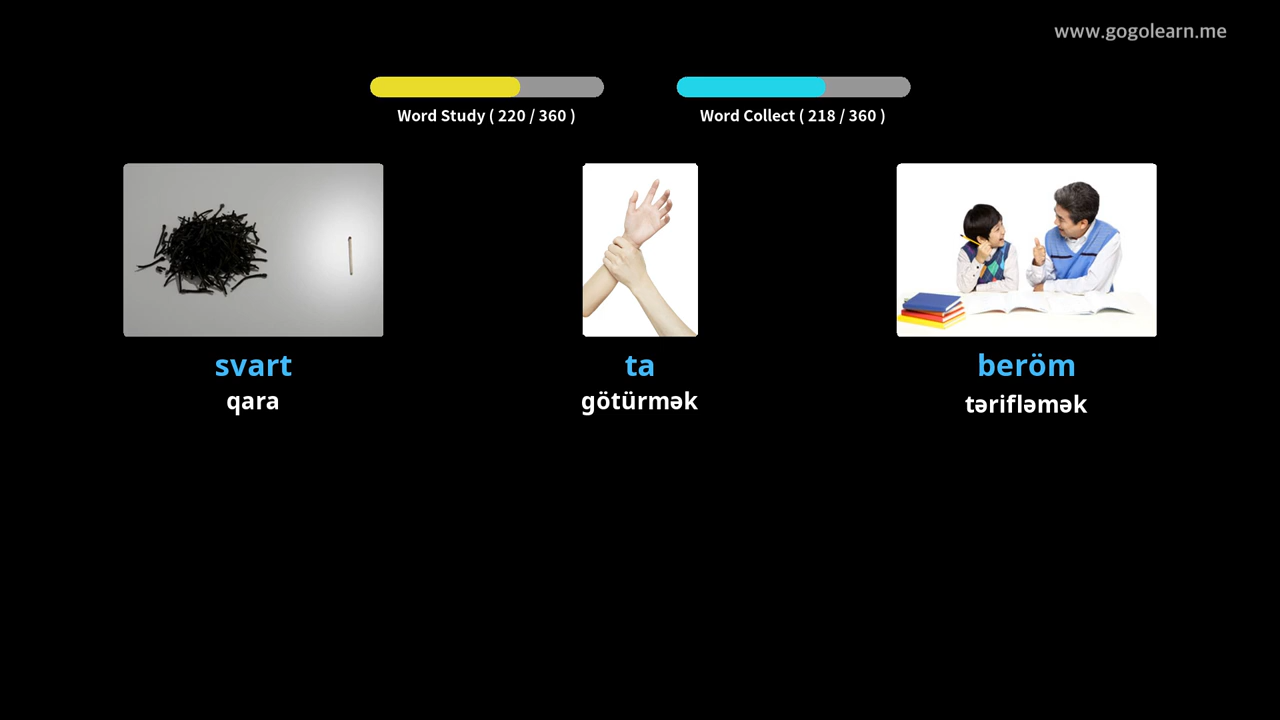 www.gogolearn.me
Word Study ( 220 / 360 )
Word Collect ( 218 / 360 )
svart
qara
ta
götürmək
beröm
tərifləmək